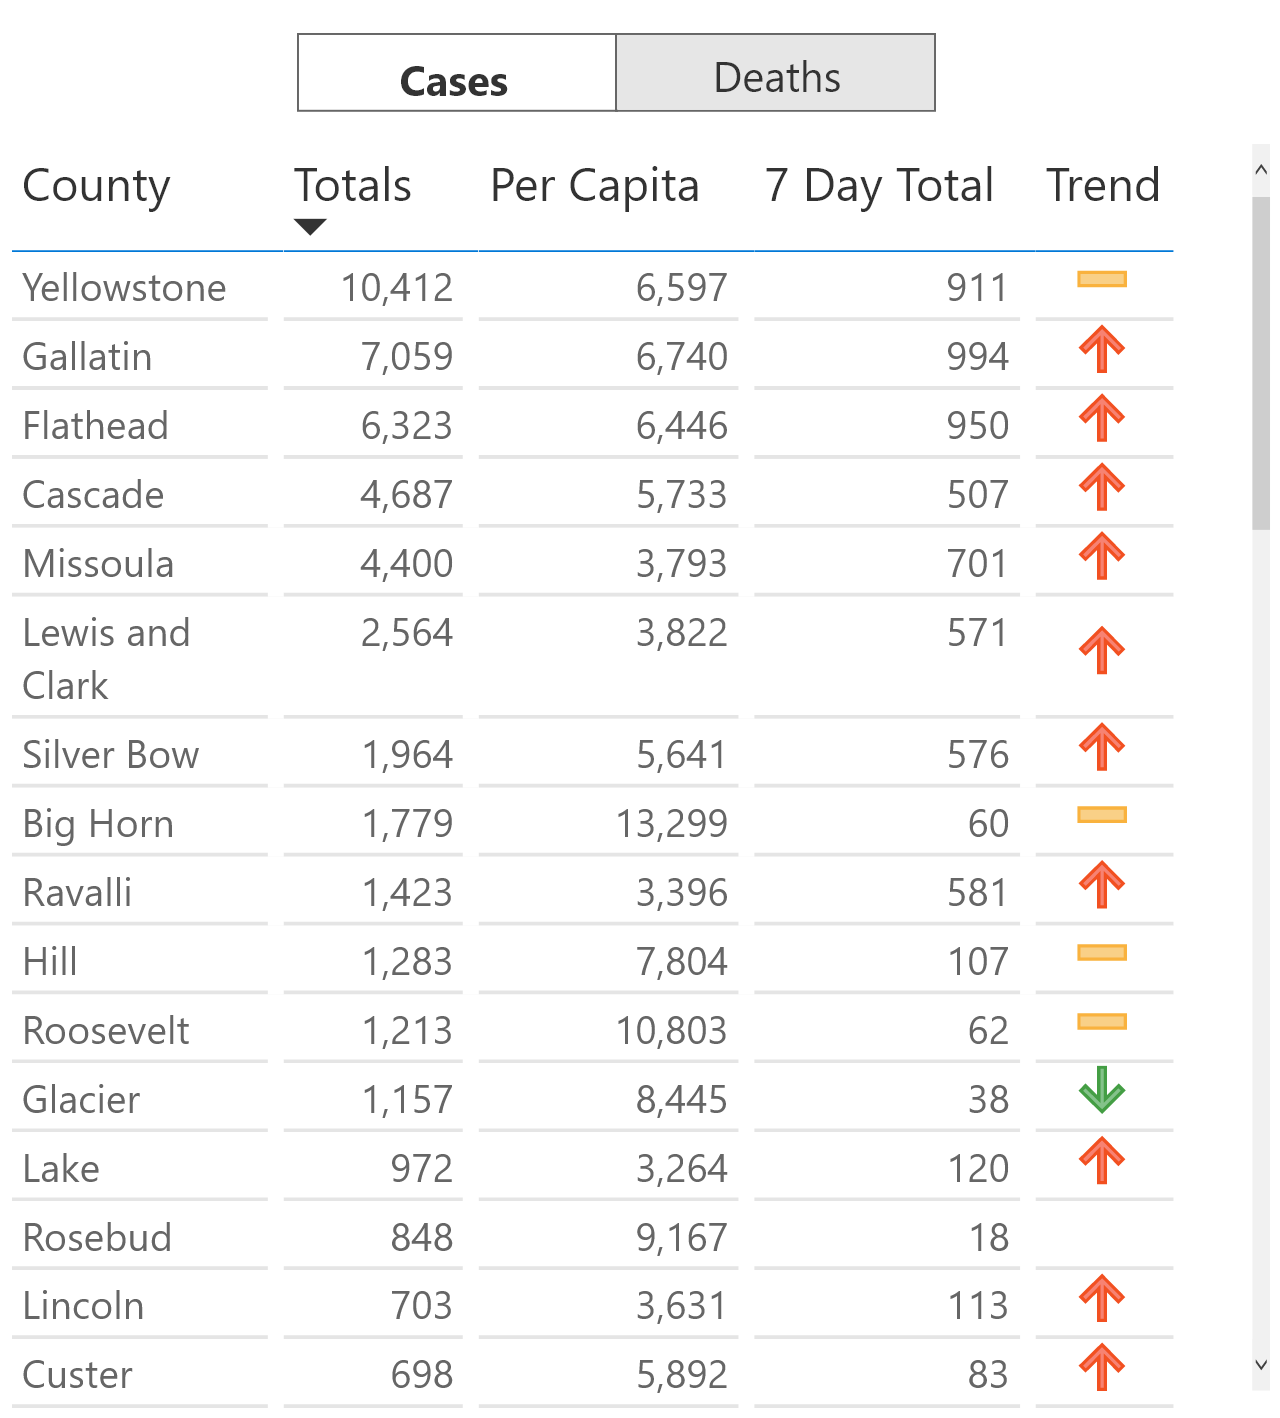 Cases Deaths
County Totals Per Capita 7 Day Total Trend
Yellowstone 10,412 6,597 911
Gallatin 7,059 6,740 994
Flathead 6,323 6,446 950
Cascade 4,687 5,733 507
Missoula 4,400 3,793 701
Lewis and 2,564 3,822 571
Clark
Silver Bow 1,964 5,641 576
Big Horn 1,779 13,299 60
Ravalli 1,423 3,396 581
Hill 1,283 7,804 107
Roosevelt 1,213 10,803 62
Glacier 1,157 8,445 38
Lake 972 3,264 120
Rosebud 848 9,167 18
Lincoln 703 3,631 113
Custer 698 5,892 83